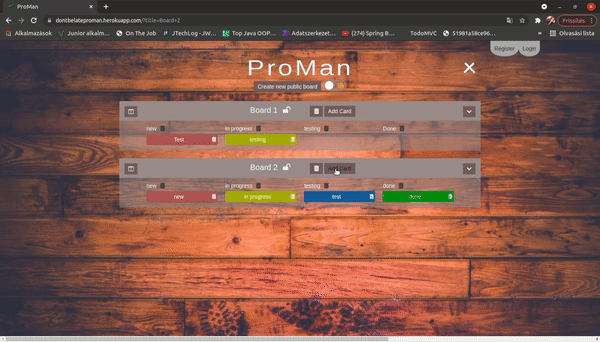 ProMan
dontbelateproman.herokuapp.com/?title=Board+2
Frissítés
Alkalmazások
Junior alkalm...
On The Job
JTechLog - JW...
Top Java OOP...
Adatszerkezet...
(274) Spring B...
TodoMVC
51981a58ce96...
Olvasási lista
Register
Login
ProMan
Create new public board
Board 1
Add Card
new
in progress
testing
Done
Test
testing
Board 2
Add Card
new
in progress
testing
done
new
in progress
test